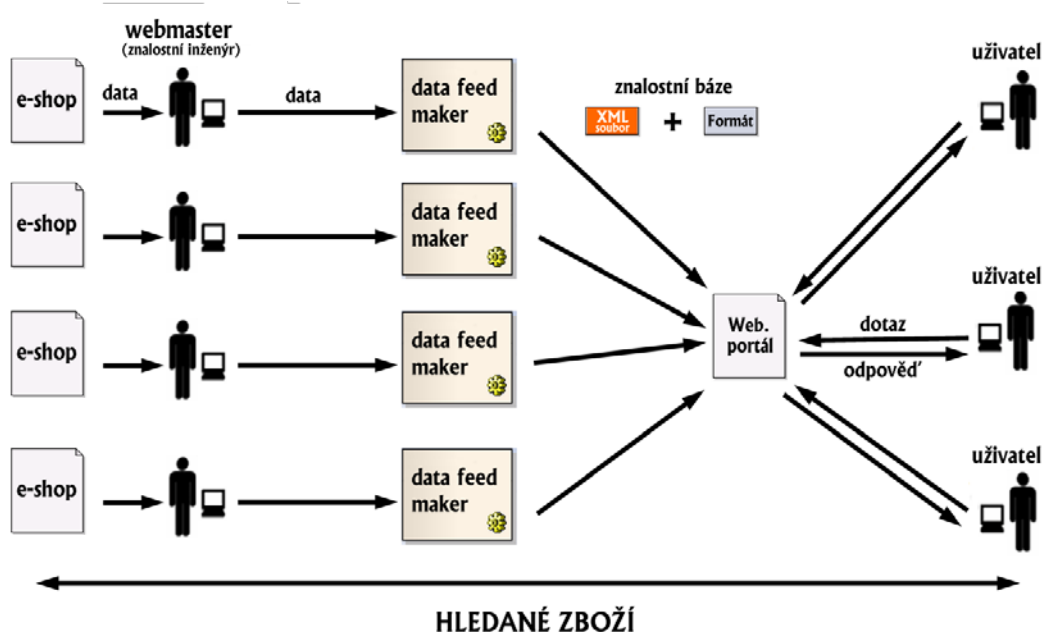 webmaster
(znalostní inženýr)
uživatel
e-shop
data
data
data feed
maker
znalostní báze
XML
soubor
+
Formát
e-shop
data feed
maker
uživatel
e-shop
data feed
maker
Web.
portál
dotaz
odpověď
uživatel
e-shop
data feed
maker
HLEDANÉ ZBOŽÍ